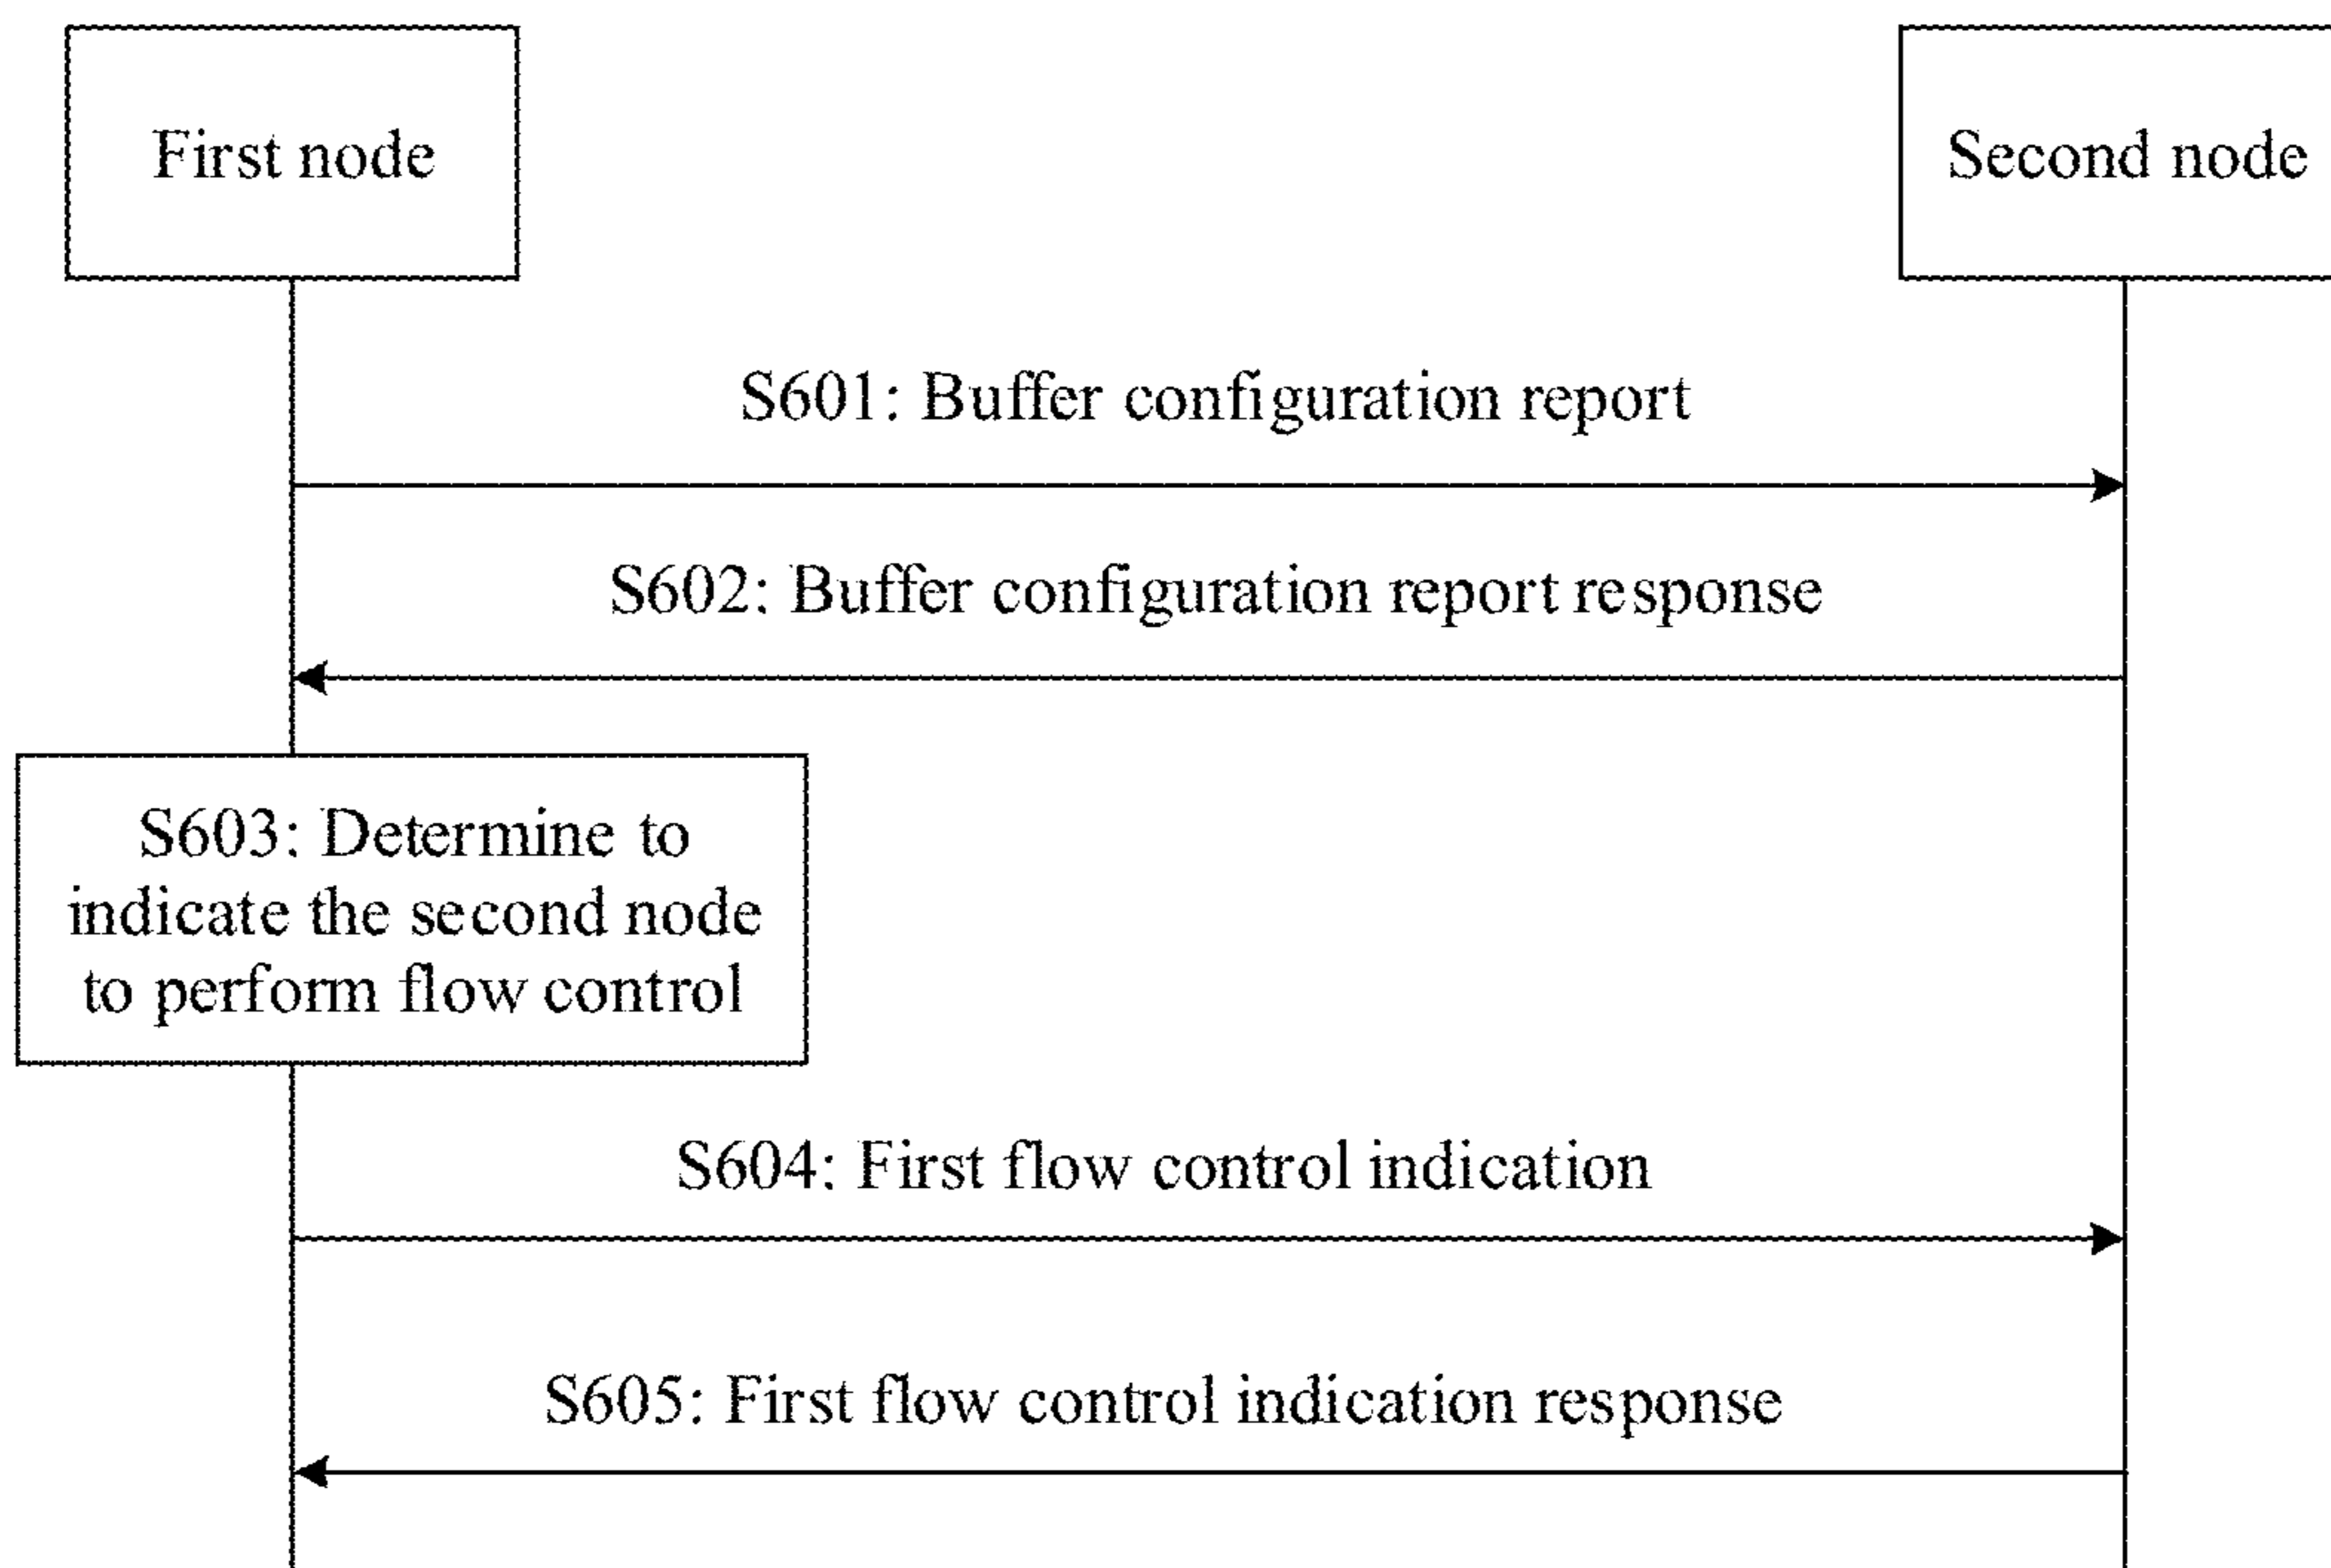 First node
Second node
S601: Buffer configuration report
S602: Buffer configuration report response
S603: Determine to
indicate the second node
to perform flow control
S604: First flow control indication
S605: First flow control indication response